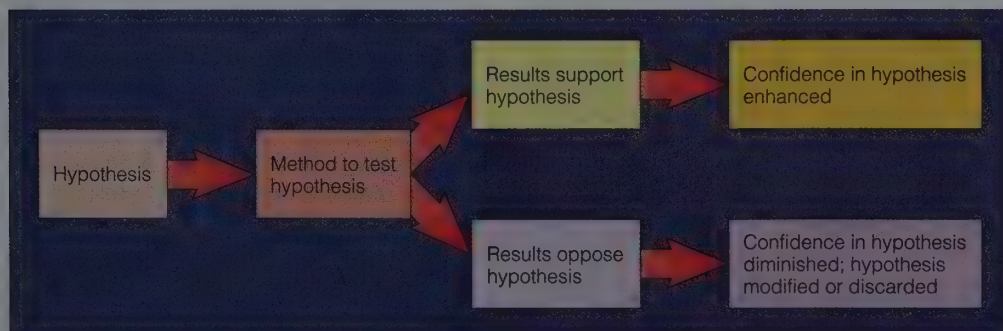 Hypothesis
Method to test
hypothesis
Results support
hypothesis
Confidence in hypothesis
enhanced
Results oppose
hypothesis
Confidence in hypothesis
diminished; hypothesis
modified or discarded